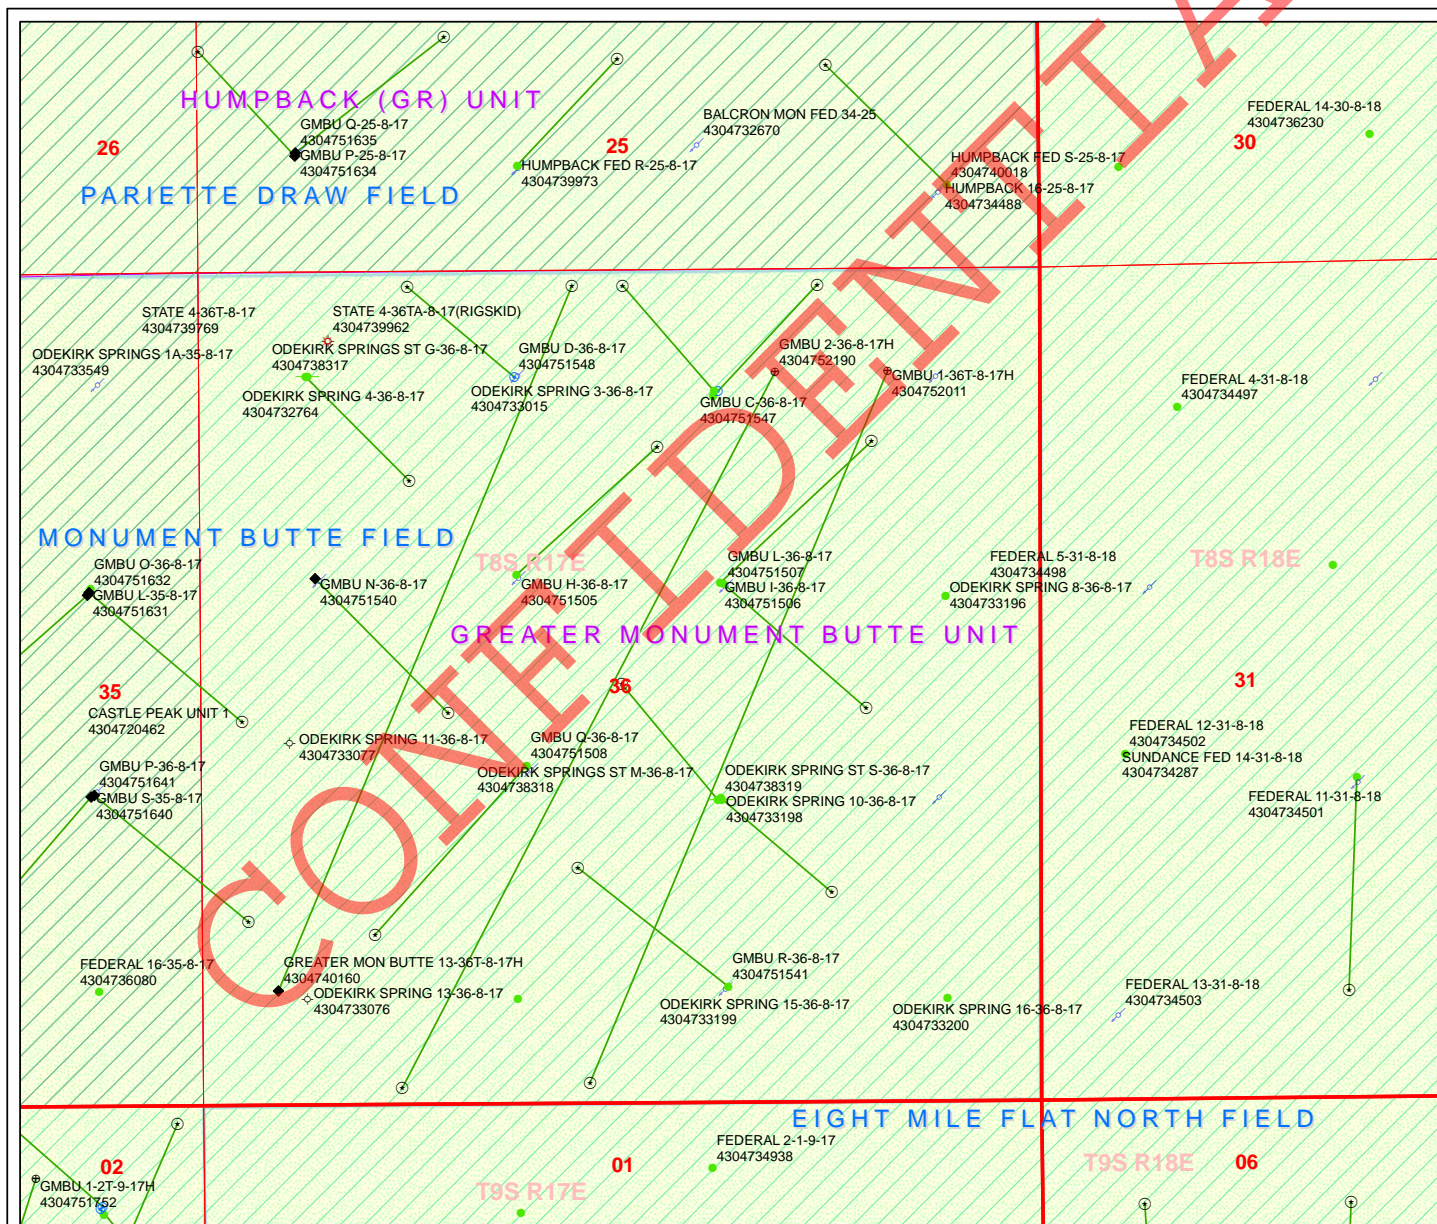 HUMPBACK (GR) UNIT
GMBU Q-25-8-17
4304751635
GMBU P-25-8-17
4304751634
26
PARIETTE DRAW FIELD
25
HUMPBACK FED R-25-8-17
4304739973
BALCRON MON FED 34-25
4304732670
HUMPBACK FED S-25-8-17
4304740018
HUMPBACK 16-25-8-17
4304734488
FEDERAL 14-30-8-18
4304736230
30
STATE 4-36T-8-17
4304739769
STATE 4-36TA-8-17(RIGSKID)
4304739962
ODEKIRK SPRINGS 1A-35-8-17
4304733549
ODEKIRK SPRINGS ST G-36-8-17
4304738317
ODEKIRK SPRING 4-36-8-17
4304732764
GMBU D-36-8-17
4304751548
ODEKIRK SPRING 3-36-8-17
4304733015
GMBU 2-36-8-17H
4304752190
GMBU C-36-8-17
4304751547
GMBU 1-36T-8-17H
4304752011
FEDERAL 4-31-8-18
4304734497
MONUMENT BUTTE FIELD
GMBU O-36-8-17
4304751632
GMBU L-35-8-17
4304751631
GMBU N-36-8-17
4304751540
T8S R17E
GMBU H-36-8-17
4304751505
GMBU L-36-8-17
4304751507
GMBU I-36-8-17
4304751506
FEDERAL 5-31-8-18
4304734498
ODEKIRK SPRING 8-36-8-17
4304733196
T8S R18E
GREATER MONUMENT BUTTE UNIT
35
36
31
CASTLE PEAK UNIT 1
4304720462
ODEKIRK SPRING 11-36-8-17
4304733077
GMBU Q-36-8-17
4304751508
ODEKIRK SPRINGS ST M-36-8-17
4304738318
GMBU P-36-8-17
4304751641
GMBU S-35-8-17
4304751640
ODEKIRK SPRING ST S-36-8-17
4304738319
ODEKIRK SPRING 10-36-8-17
4304733198
FEDERAL 12-31-8-18
4304734502
SUNDANCE FED 14-31-8-18
4304734287
FEDERAL 11-31-8-18
4304734501
FEDERAL 16-35-8-17
4304736080
GREATER MON BUTTE 13-36T-8-17H
4304740160
ODEKIRK SPRING 13-36-8-17
4304733076
GMBU R-36-8-17
4304751541
ODEKIRK SPRING 15-36-8-17
4304733199
ODEKIRK SPRING 16-36-8-17
4304733200
FEDERAL 13-31-8-18
4304734503
EIGHT MILE FLAT NORTH FIELD
FEDERAL 2-1-9-17
4304734938
02
01
T9S R18E
06
GMBU 1-2T-9-17H
4304751752
T9S R17E
CONFIDENTIA